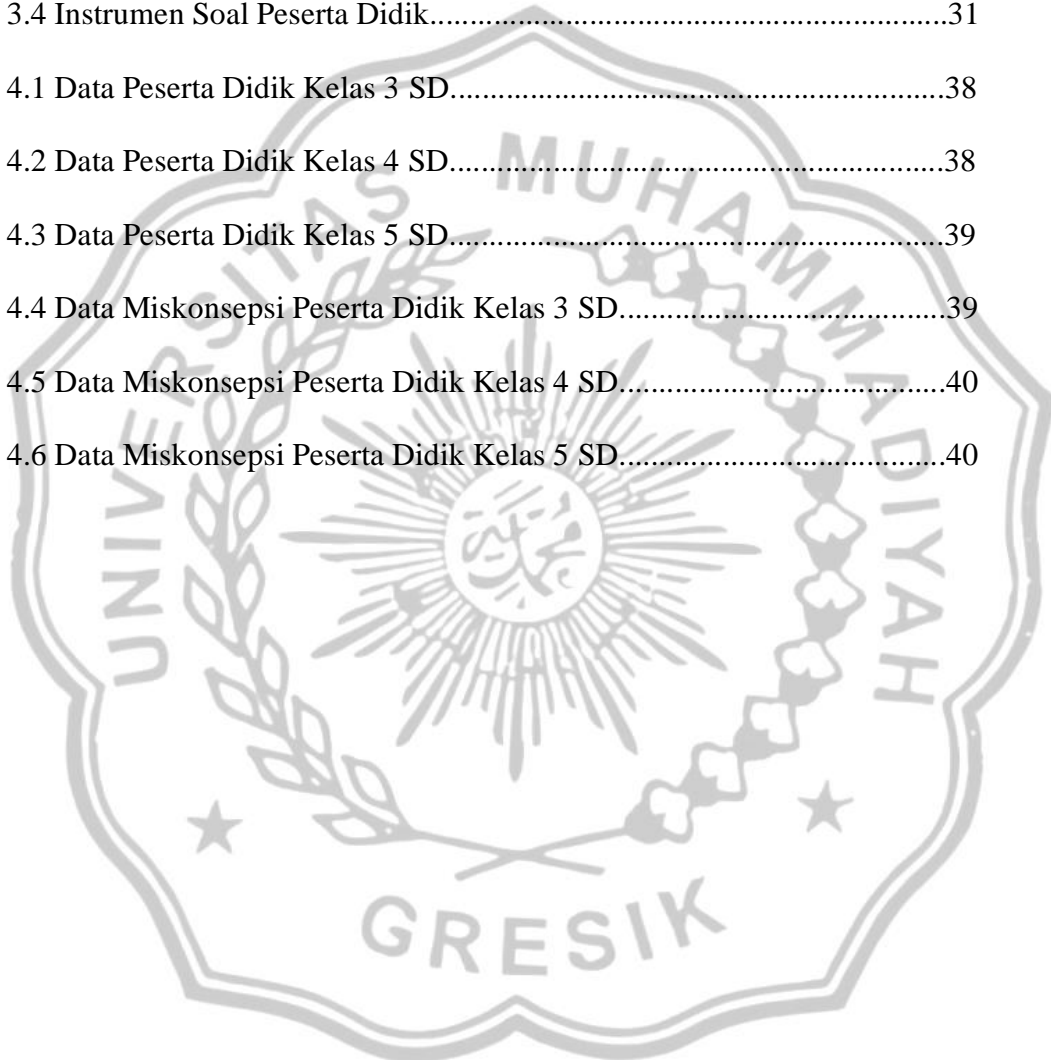 3.4 Instrumen Soal Peserta Didik........................................................31
4.1 Data Peserta Didik Kelas 3 SD......................................................38
4.2 Data Peserta Didik Kelas 4 SD......................................................38
4.3 Data Peserta Didik Kelas 5 SD......................................................39
4.4 Data Miskonsepsi Peserta Didik Kelas 3 SD...................................39
4.5 Data Miskonsepsi Peserta Didik Kelas 4 SD...................................40
4.6 Data Miskonsepsi Peserta Didik Kelas 5 SD...................................40
UNIVERSITAS MUHAMMADIYAH
GRESIK